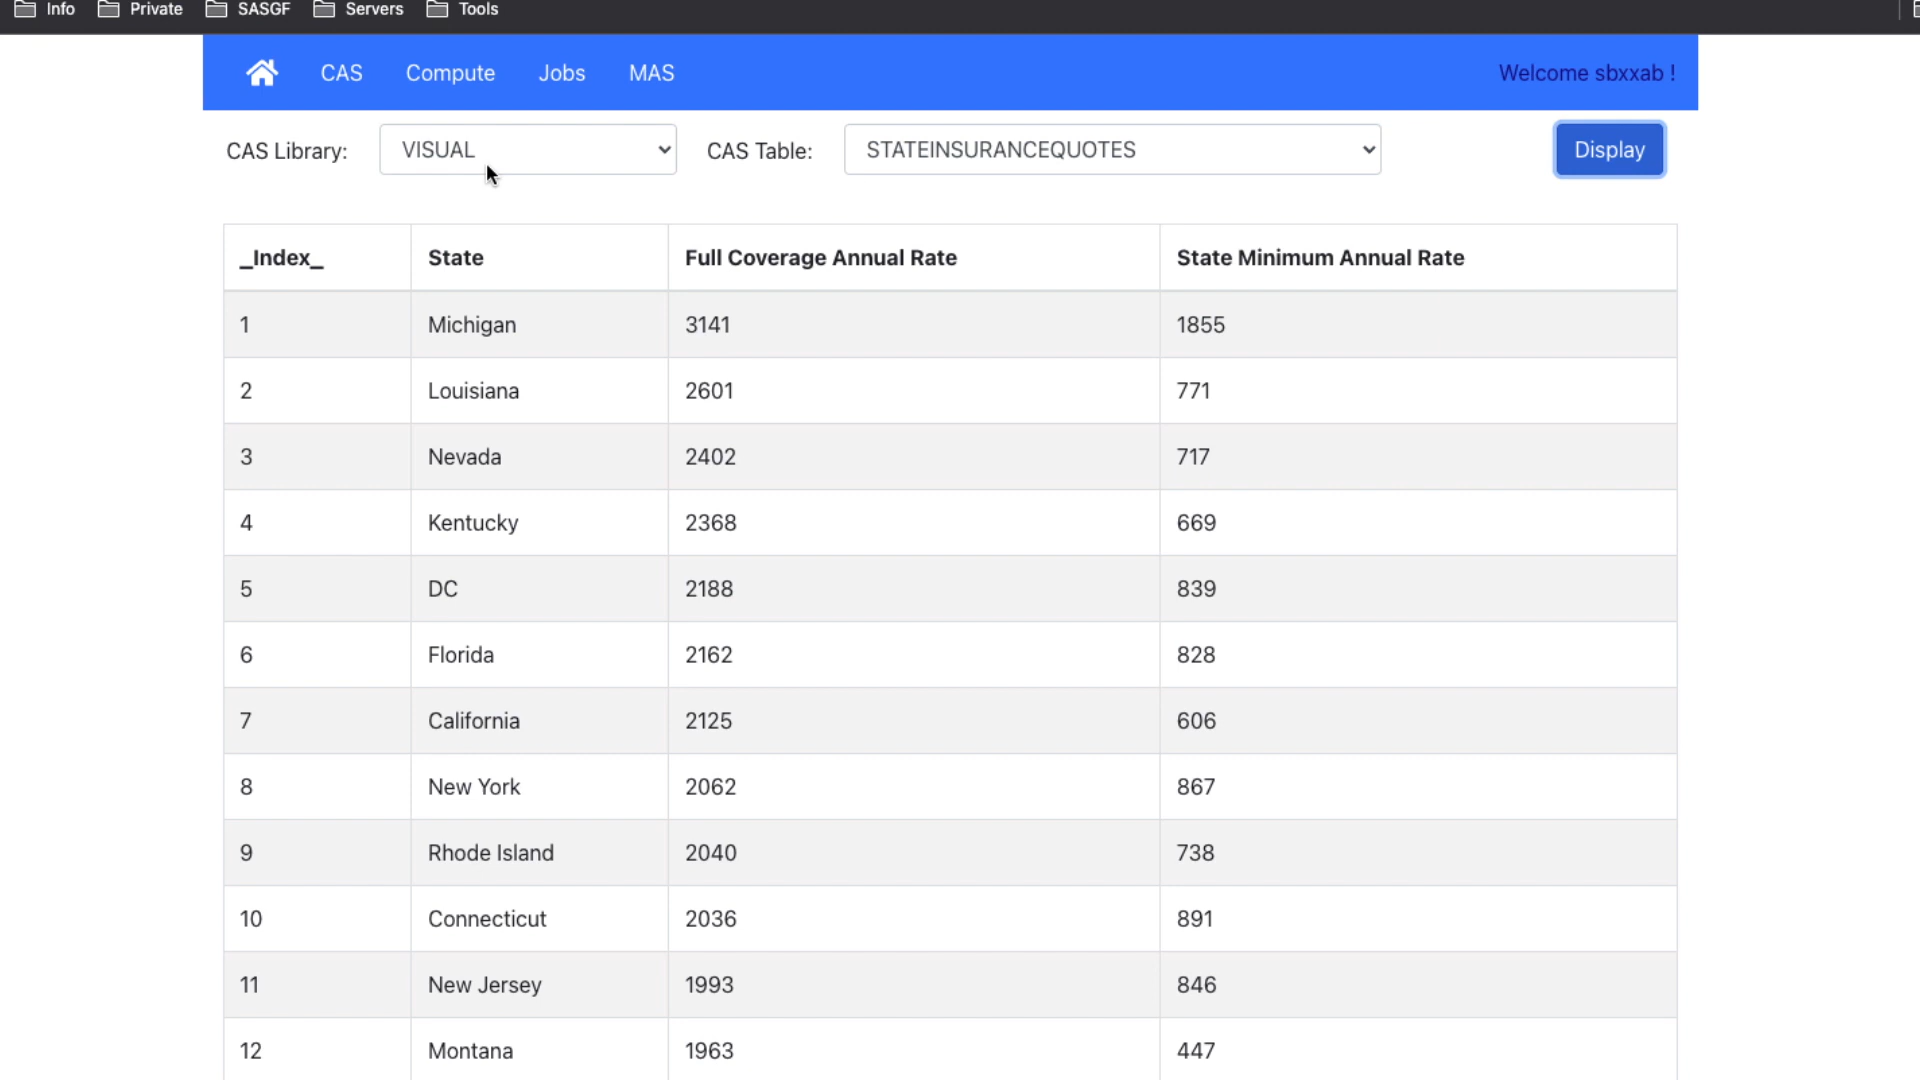 Info Private SASGF Servers Tools
CAS Compute Jobs MAS Welcome sbxxab !
CAS Library: VISUAL CAS Table: STATEINSURANCEQUOTES Display
_Index_ State Full Coverage Annual Rate State Minimum Annual Rate
1 Michigan 3141 1855
2 Louisiana 2601 771
3 Nevada 2402 717
4 Kentucky 2368 669
5 DC 2188 839
6 Florida 2162 828
7 California 2125 606
8 New York 2062 867
9 Rhode Island 2040 738
10 Connecticut 2036 891
11 New Jersey 1993 846
12 Montana 1963 447